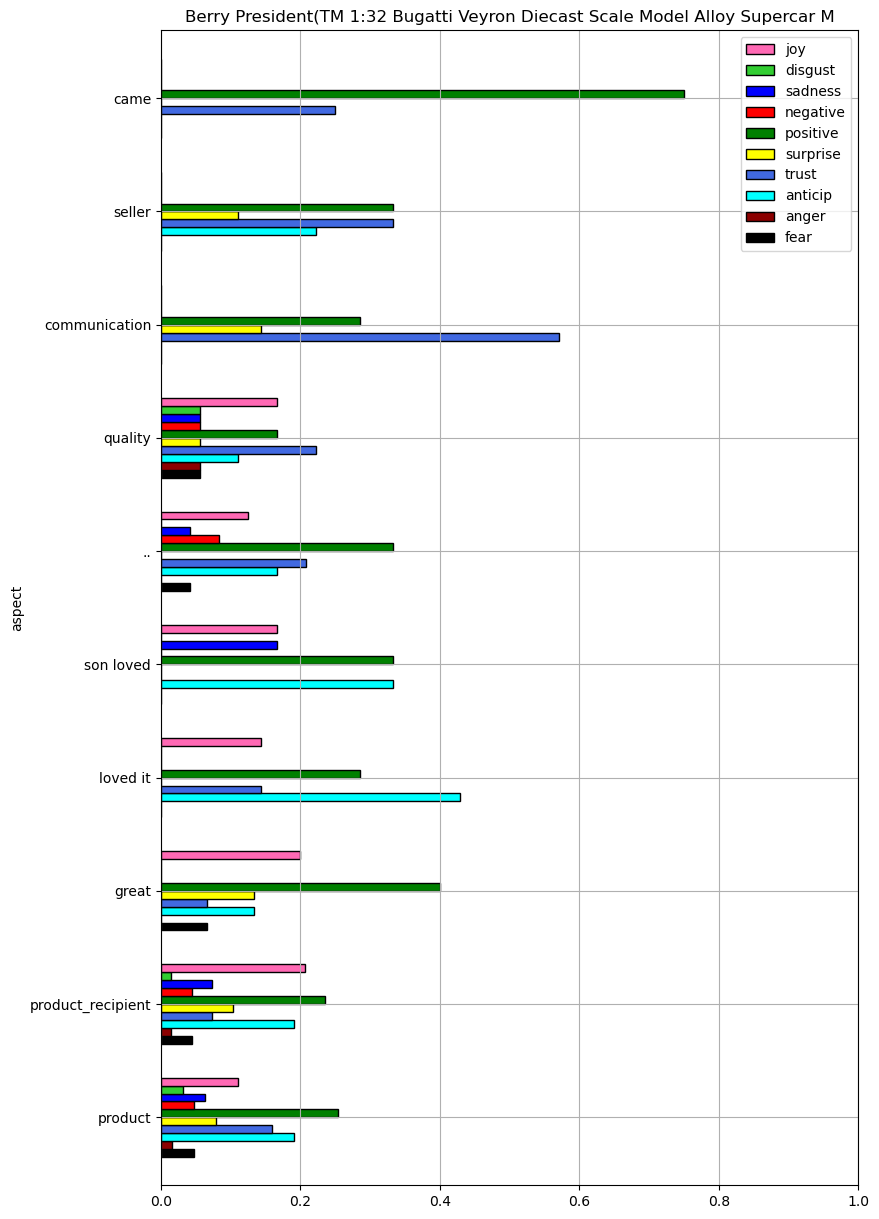 Berry President(TM 1:32 Bugatti Veyron Diecast Scale Model Alloy Supercar M
joy
disgust
sadness
negative
positive
surprise
trust
anticip
anger
fear
came
seller
communication
quality
..
son loved
loved it
great
product_recipient
product
aspect
0.0 0.2 0.4 0.6 0.8 1.0